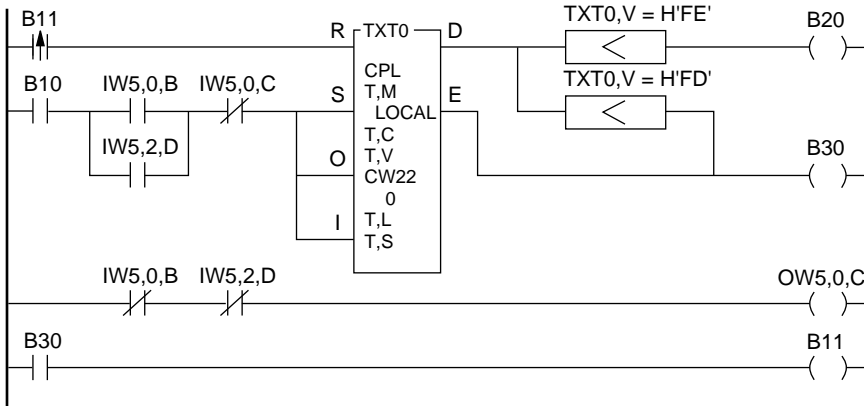 B11
R TXT0 D
TXT0,V = H'FE'
B20
<
B10
IW5,0,B
IW5,0,C
S
CPL
T,M
LOCAL
E
TXT0,V = H'FD'
<
IW5,2,D
T,C
O
T,V
CW22
0
B30
I
T,L
T,S
IW5,0,B
IW5,2,D
OW5,0,C
B30
B11